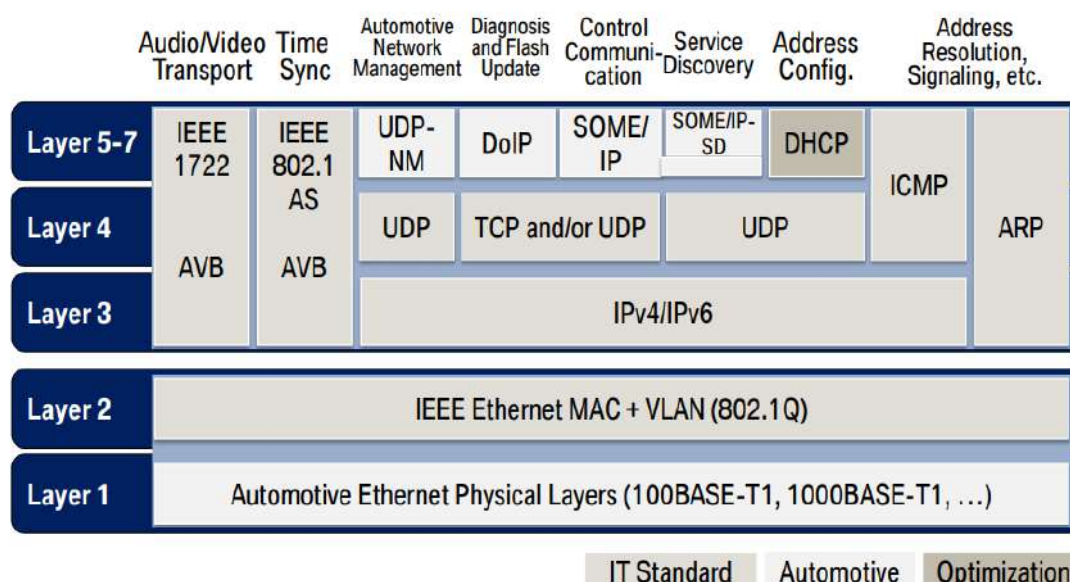 Audio/Video Transport
Time Sync
Automotive Network Management
Diagnosis and Flash Update
Control Communi-cation
Service Discovery
Address Config.
Address Resolution, Signaling, etc.
Layer 5-7
IEEE 1722
IEEE 802.1 AS
UDP-NM
DoIP
SOME/IP
SOME/IP-SD
DHCP
ICMP
ARP
Layer 4
AVB
AVB
UDP
TCP and/or UDP
UDP
Layer 3
IPv4/IPv6
Layer 2
IEEE Ethernet MAC + VLAN (802.1Q)
Layer 1
Automotive Ethernet Physical Layers (100BASE-T1, 1000BASE-T1, …)
IT Standard
Automotive
Optimization